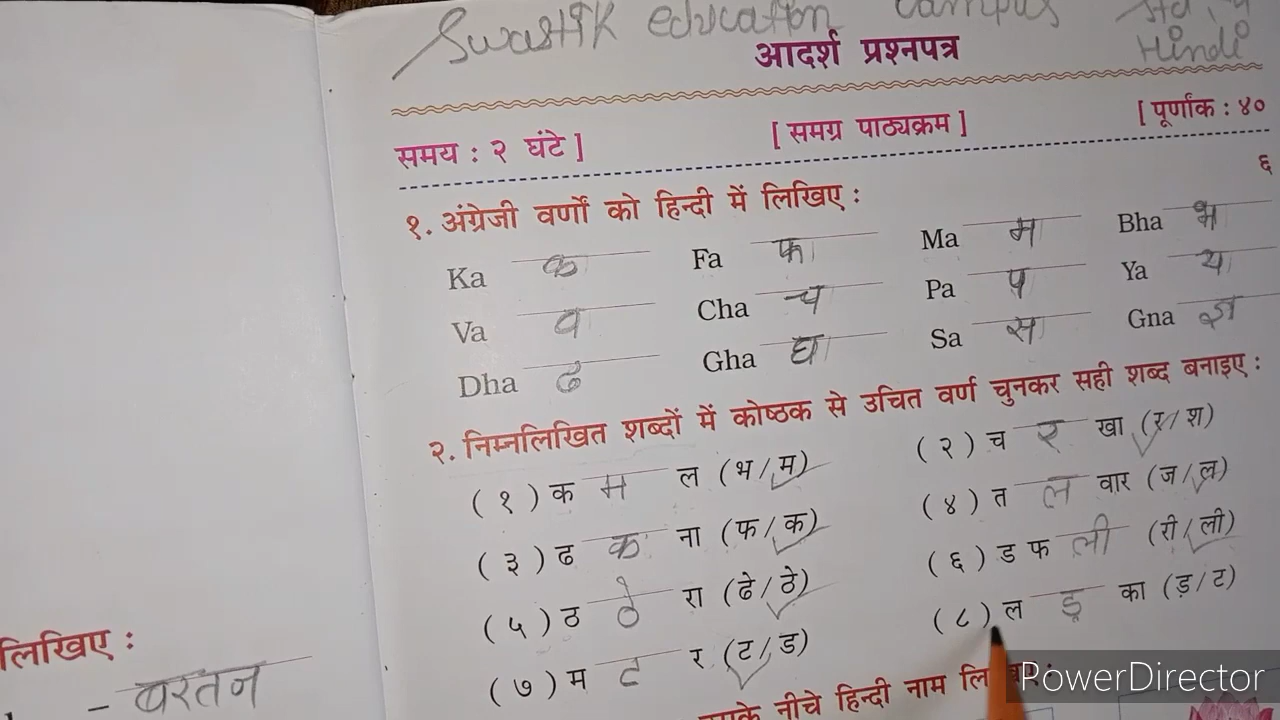 Swastik education campus Std, 4
Hindi
आदर्श प्रश्नपत्र
समय : २ घंटे ] [ समग्र पाठ्यक्रम ] [ पूर्णांक : ४०
१. अंग्रेजी वर्णों को हिन्दी में लिखिए : ६
Ka क Fa फ Ma म Bha भ
Va व Cha च Pa प Ya य
Dha ढ Gha घ Sa स Gna ज्ञ
२. निम्नलिखित शब्दों में कोष्ठक से उचित वर्ण चुनकर सही शब्द बनाइए :
( १ ) क म ल (भ / म) ( २ ) च र खा (र / श)
( ३ ) ढ क ना (फ / क) ( ४ ) त ल वार (ज / ल)
( ५ ) ठ ठे रा (ढे / ठे) ( ६ ) ड फ ली (री / ली)
( ७ ) म ट र (ट / ड) ( ८ ) ल ड़ का (ड़ / ट)
नीचे हिन्दी नाम
लिखिए :
- बरतन
PowerDirector